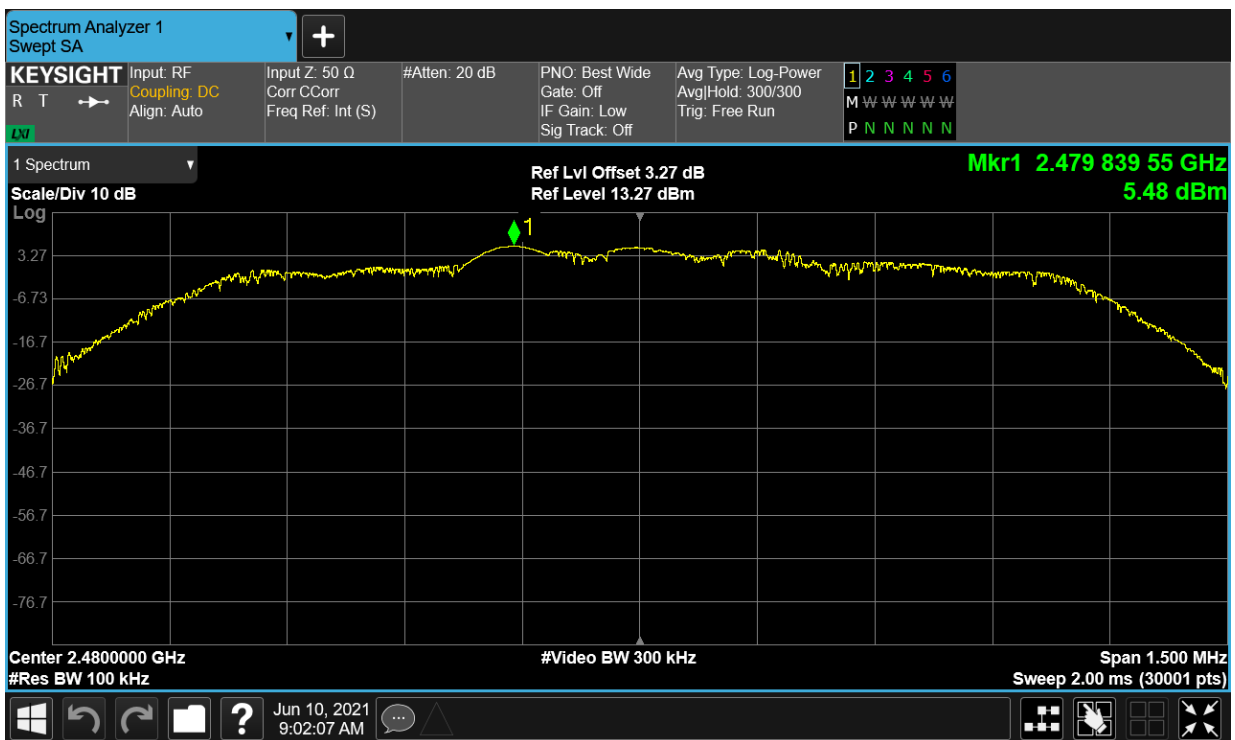 Spectrum Analyzer 1
Swept SA
+
KEYSIGHT Input: RF Input Z: 50 Ω #Atten: 20 dB PNO: Best Wide Avg Type: Log-Power 1 2 3 4 5 6
R T Coupling: DC Corr CCorr Gate: Off Avg|Hold: 300/300 M W W W W W
Align: Auto Freq Ref: Int (S) IF Gain: Low Trig: Free Run
LXI Sig Track: Off P N N N N N
1 Spectrum
Ref Lvl Offset 3.27 dB
Mkr1 2.479 839 55 GHz
Scale/Div 10 dB
Ref Level 13.27 dBm
5.48 dBm
Log
1
3.27
-6.73
-16.7
-26.7
-36.7
-46.7
-56.7
-66.7
-76.7
Center 2.4800000 GHz #Video BW 300 kHz Span 1.500 MHz
#Res BW 100 kHz Sweep 2.00 ms (30001 pts)
? Jun 10, 2021
9:02:07 AM